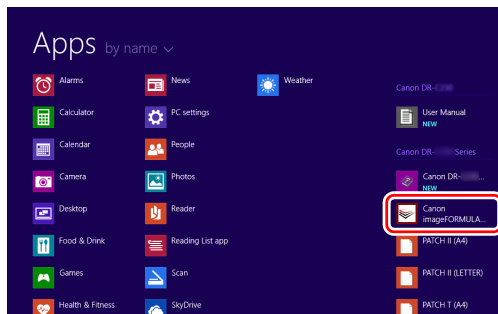 Apps by name
Alarms
Calculator
Calendar
Camera
Desktop
Food & Drink
Games
Health & Fitness
News
PC settings
People
Photos
Reader
Reading List app
Scan
SkyDrive
Weather
Canon DR-
User Manual
NEW
Canon DR- Series
Canon DR- ...
NEW
Canon
imageFORMULA...
PATCH II (A4)
PATCH II (LETTER)
PATCH T (A4)